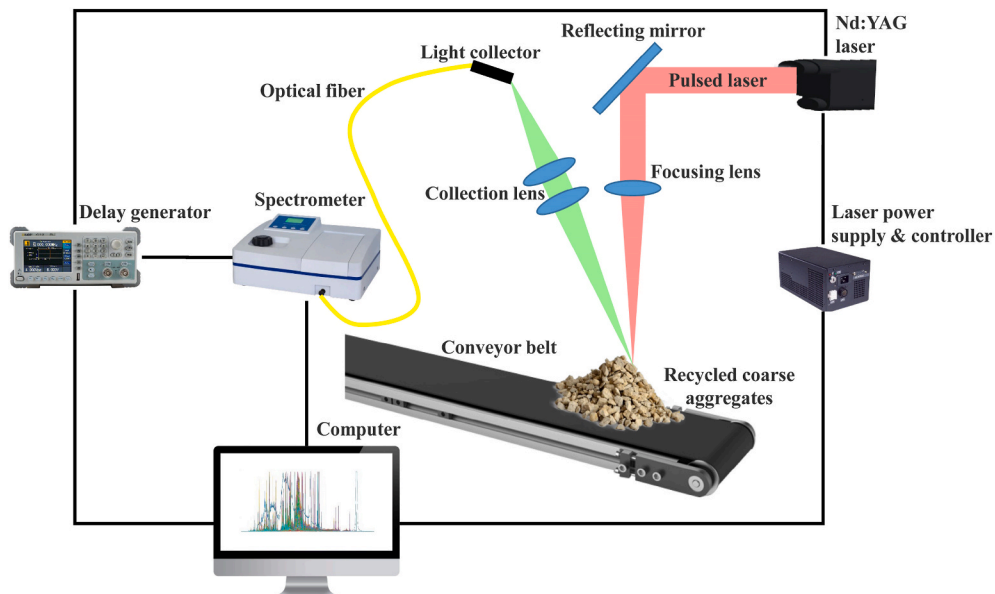 Nd:YAG
laser
Reflecting mirror
Light collector
Pulsed laser
Optical fiber
Focusing lens
Collection lens
Spectrometer
Delay generator
Laser power
supply & controller
Conveyor belt
Recycled coarse
aggregates
Computer